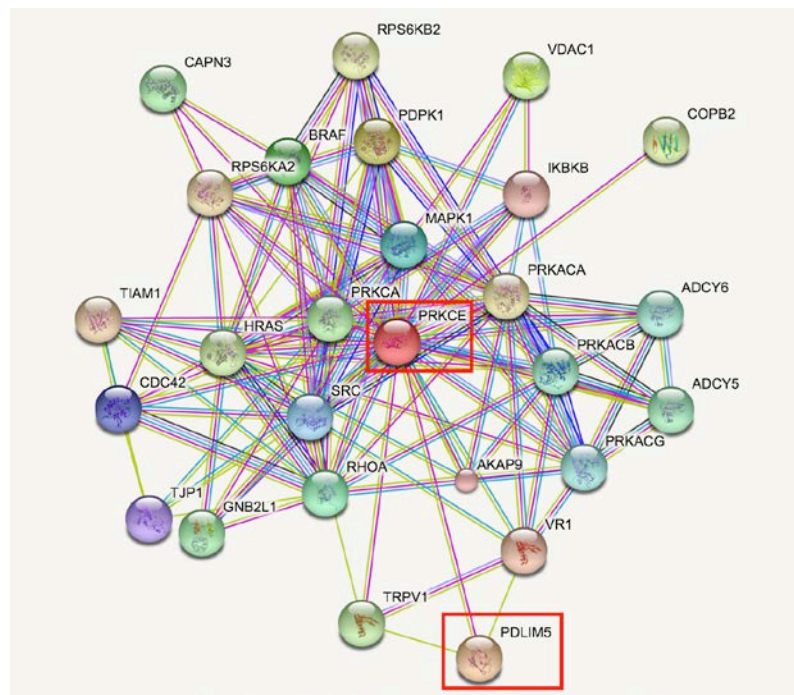 RPS6KB2
VDAC1
CAPN3
COPB2
PDPK1
BRAF
IKBKB
RPS6KA2
MAPK1
PRKACA
ADCY6
PRKCA
TIAM1
PRKCE
HRAS
PRKACB
CDC42
SRC
ADCY5
PRKACG
RHOA
AKAP9
TJP1
GNB2L1
VR1
TRPV1
PDLIM5